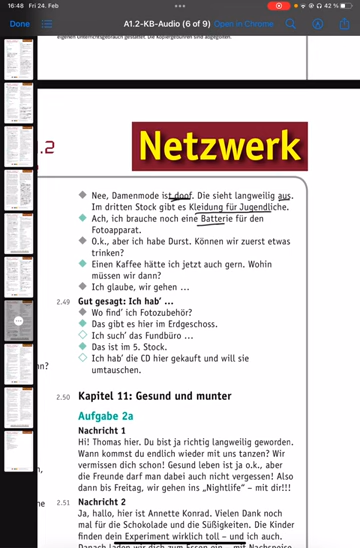 16:48 Fri 24. Feb 42 %
Done A1.2-KB-Audio (6 of 9) Open in Chrome
eigenen Unterrichtsgebrauch gestattet. Die Kopiergebühren sind abgegolten.
.2 Netzwerk
Nee, Damenmode ist doof. Die sieht langweilig aus.
Im dritten Stock gibt es Kleidung für Jugendliche.
Ach, ich brauche noch eine Batterie für den
Fotoapparat.
O.k., aber ich habe Durst. Können wir zuerst etwas
trinken?
Einen Kaffee hätte ich jetzt auch gern. Wohin
müssen wir dann?
Ich glaube, wir gehen ...
2.49 Gut gesagt: Ich hab’ ...
Wo find’ ich Fotozubehör?
Das gibt es hier im Erdgeschoss.
Ich such’ das Fundbüro ...
Das ist im 5. Stock.
Ich hab’ die CD hier gekauft und will sie
umtauschen.
nn?
2.50 Kapitel 11: Gesund und munter
Aufgabe 2a
Nachricht 1
Hi! Thomas hier. Du bist ja richtig langweilig geworden.
Wann kommst du endlich wieder mit uns tanzen? Wir
vermissen dich schon! Gesund leben ist ja o.k., aber
die Freunde darf man dabei auch nicht vergessen! Also
dann bis Freitag, wir gehen ins „Nightlife“ – mit dir!!!
2.51 Nachricht 2
Ja, hallo, hier ist Annette Konrad. Vielen Dank noch
mal für die Schokolade und die Süßigkeiten. Die Kinder
finden dein Experiment wirklich toll – und ich auch.